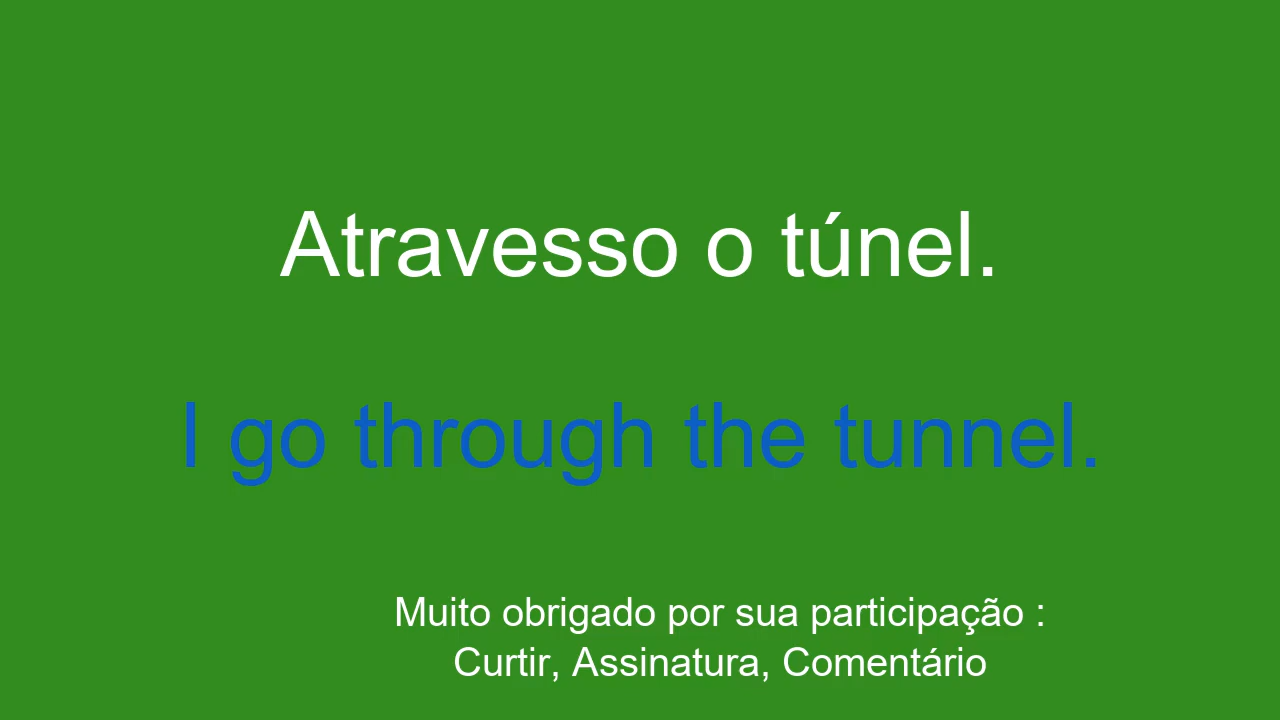 Atravesso o túnel.
I go through the tunnel.
Muito obrigado por sua participação :
Curtir, Assinatura, Comentário